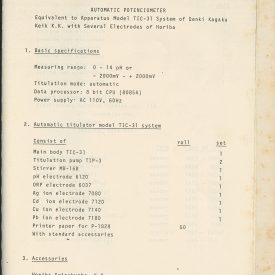 AUTOMATIC POTENCIOMETER
Equivalent to Apparatus Model TIC-31 System of Denki Kagaku
Keik K.K. with Several Electrodes of Horiba
1. Basic specifications
Measuring range: 0 - 14 pH or
- 2000mV - + 2000mV
Titulation mode: automatic
Data processor: 8 bit CPU (8085A)
Power supply: AC 110V, 60Hz
2. Automatic titulator model TIC-31 system
Consist of roll set
Main body TIC-31 1
Titulation pump TIP-3 2
Stirrer MB-16B 1
pH electrode 6120 1
ORP electrode 6037 1
Ag ion electrode 7080 1
Cd ion electrode 7120 1
Cu ion electrode 7140 1
Pb ion electrode 7180 1
Printer paper for P-1828 60
With standard accessories
3. Accessories